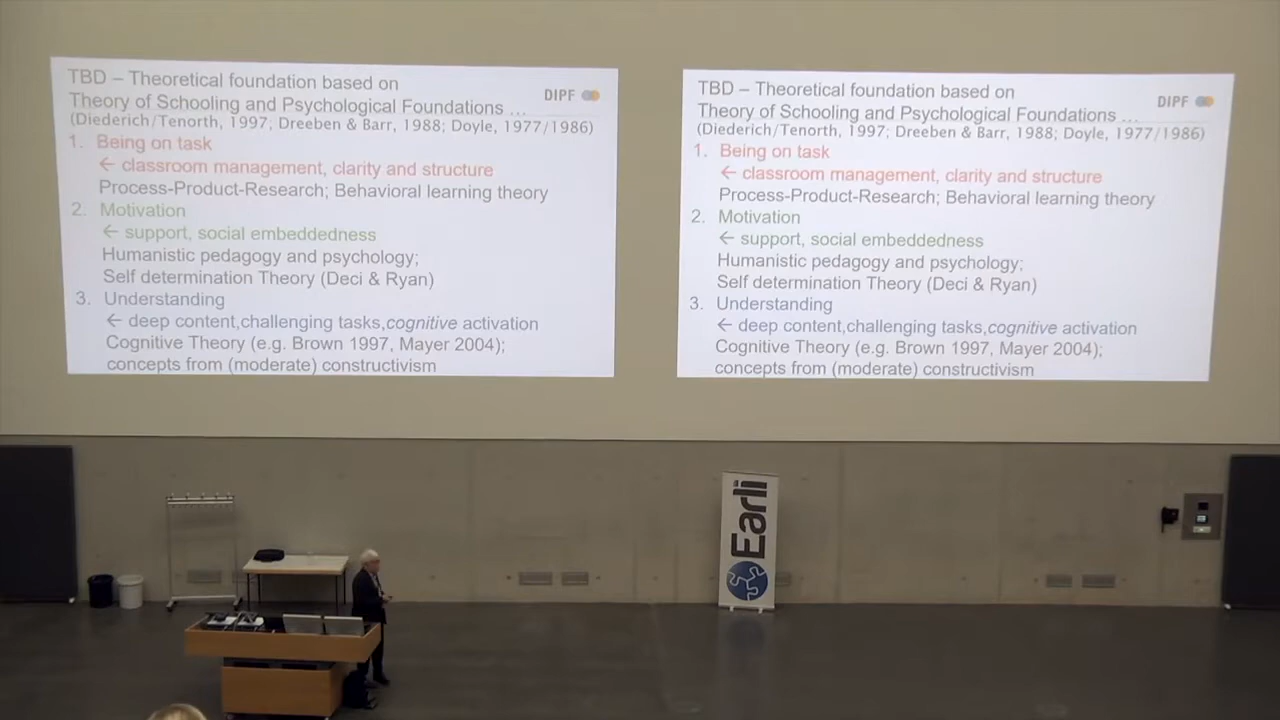 TBD – Theoretical foundation based on
Theory of Schooling and Psychological Foundations …
DIPF
(Diederich/Tenorth, 1997; Dreeben & Barr, 1988; Doyle, 1977/1986)
1. Being on task
← classroom management, clarity and structure
Process-Product-Research; Behavioral learning theory
2. Motivation
← support, social embeddedness
Humanistic pedagogy and psychology;
Self determination Theory (Deci & Ryan)
3. Understanding
← deep content,challenging tasks,cognitive activation
Cognitive Theory (e.g. Brown 1997, Mayer 2004);
concepts from (moderate) constructivism
TBD – Theoretical foundation based on
Theory of Schooling and Psychological Foundations …
DIPF
(Diederich/Tenorth, 1997; Dreeben & Barr, 1988; Doyle, 1977/1986)
1. Being on task
← classroom management, clarity and structure
Process-Product-Research; Behavioral learning theory
2. Motivation
← support, social embeddedness
Humanistic pedagogy and psychology;
Self determination Theory (Deci & Ryan)
3. Understanding
← deep content,challenging tasks,cognitive activation
Cognitive Theory (e.g. Brown 1997, Mayer 2004);
concepts from (moderate) constructivism
Earli